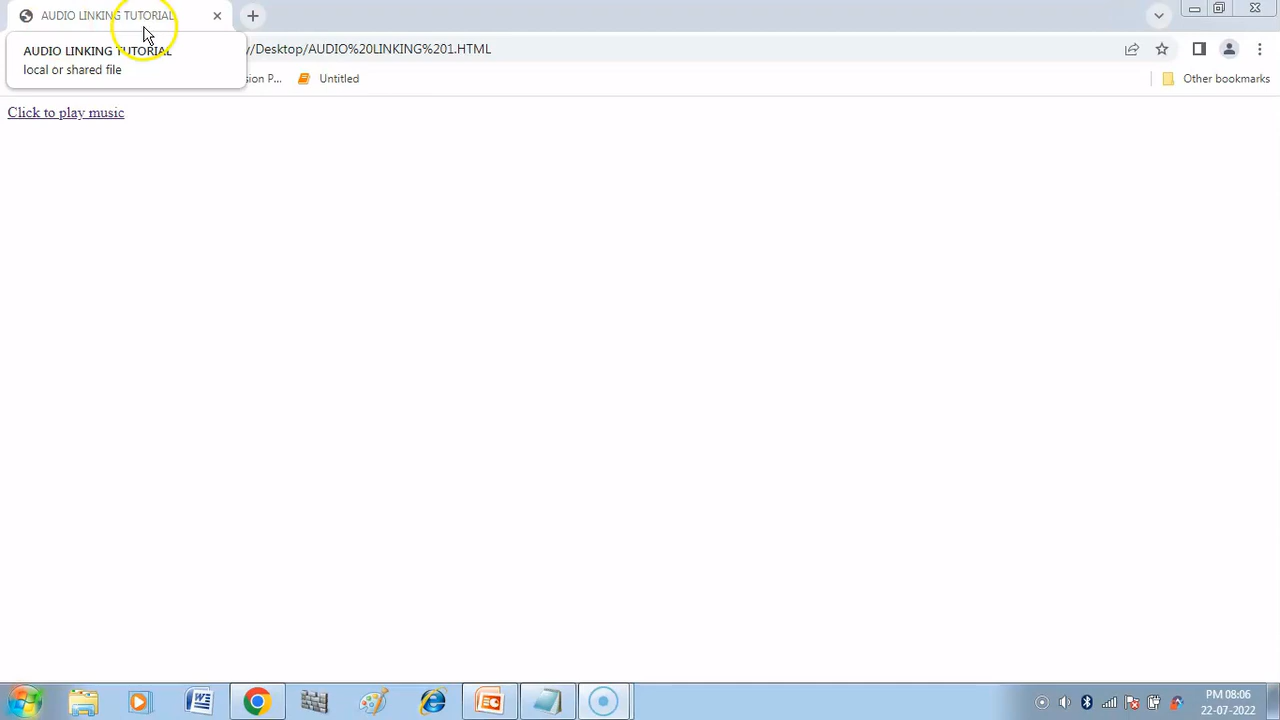 AUDIO LINKING TUTORIAL
AUDIO LINKING TUTORIAL
local or shared file
/Desktop/AUDIO%20LINKING%201.HTML
sion P...
Untitled
Other bookmarks
Click to play music
PM 08:06
22-07-2022